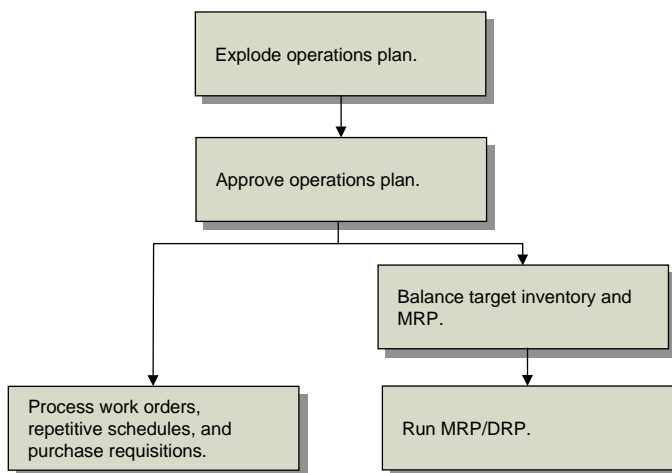 Explode operations plan.
Approve operations plan.
Balance target inventory and
MRP.
Process work orders,
repetitive schedules, and
purchase requisitions.
Run MRP/DRP.